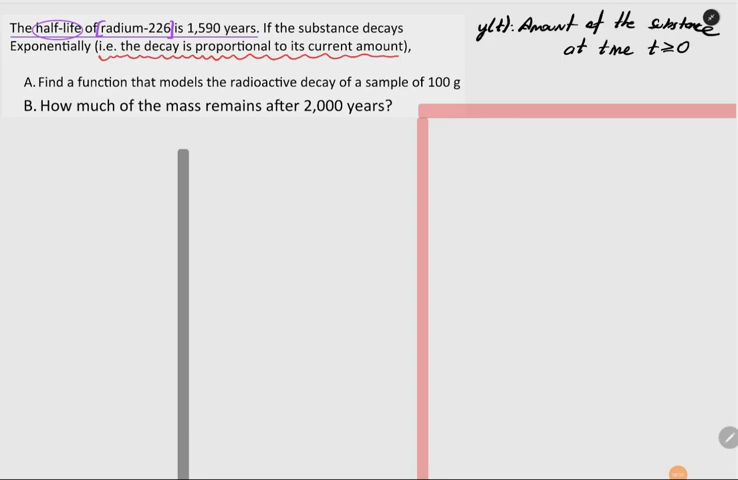 The half-life of [radium-226] is 1,590 years. If the substance decays
Exponentially (i.e. the decay is proportional to its current amount),
A. Find a function that models the radioactive decay of a sample of 100 g
B. How much of the mass remains after 2,000 years?
y(t): Amount of the substance
at time t≥0